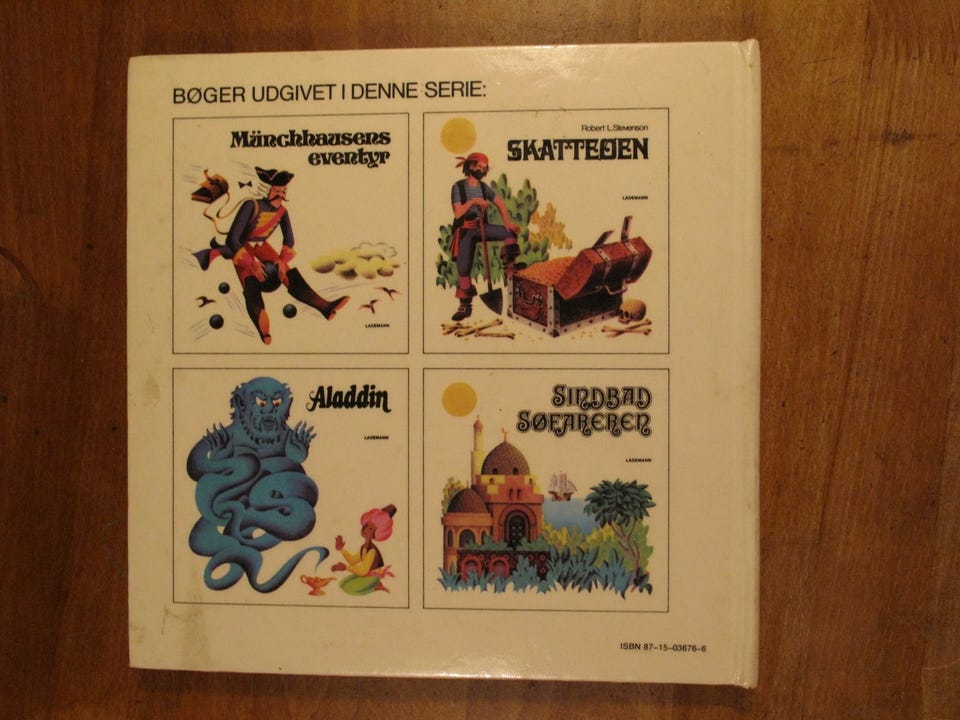 BØGER UDGIVET I DENNE SERIE:
Münchhausens
eventyr
LADEMANN
Robert L. Stevenson
SKATTEØEN
LADEMANN
Aladdin
LADEMANN
SINDBAD
SØFAREREN
LADEMANN
ISBN 87-15-03676-6